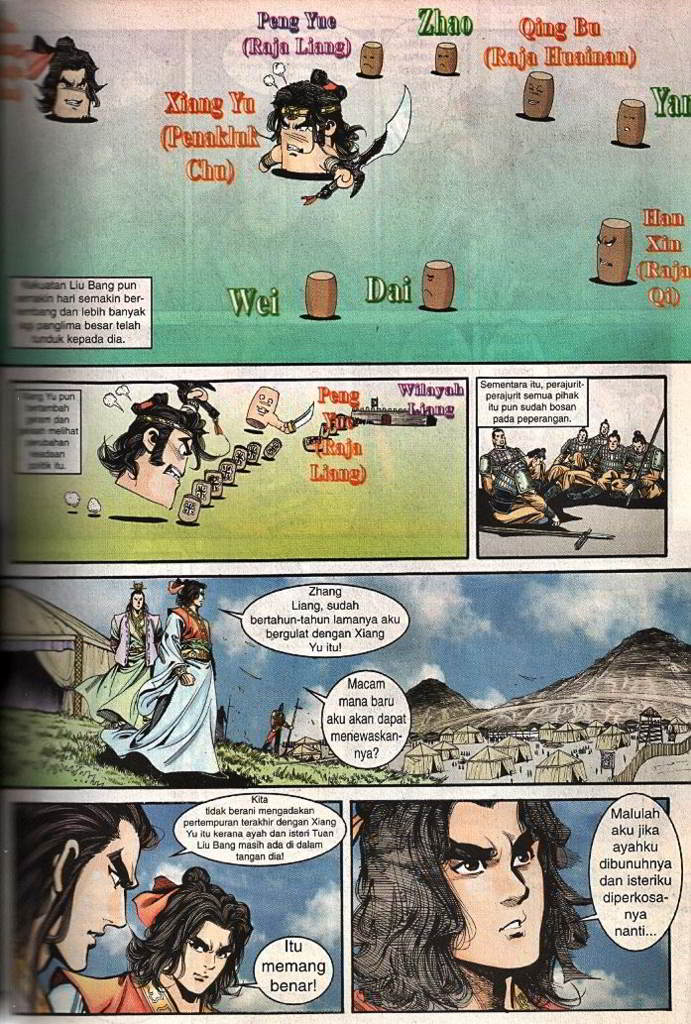 Peng Yue
(Raja Liang)
Zhao
Qing Bu
(Raja Huainan)
Xiang Yu
(Penakluk
Chu)
Yan
Han
Xin
(Raja
Qi)
Wei
Dai
Liu Bang pun
hari semakin ber-
dan lebih banyak
panglima besar telah
tunduk kepada dia.
Peng
Yue
(Raja
Liang)
Wilayah
Liang
Sementara itu, perajurit-
perajurit semua pihak
itu pun sudah bosan
pada peperangan.
Zhang
Liang, sudah
bertahun-tahun lamanya aku
bergulat dengan Xiang
Yu itu!
Macam
mana baru
aku akan dapat
menewaskan-
nya?
Kita
tidak berani mengadakan
pertempuran terakhir dengan Xiang
Yu itu kerana ayah dan isteri Tuan
Liu Bang masih ada di dalam
tangan dia!
Itu
memang
benar!
Malulah
aku jika
ayahku
dibunuhnya
dan isteriku
diperkosa-
nya
nanti...